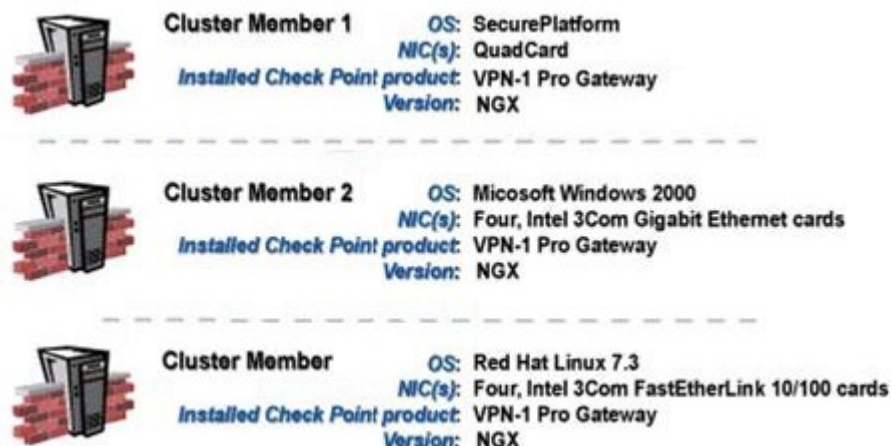 Cluster Member 1 OS: SecurePlatform
NIC(s): QuadCard
Installed Check Point product: VPN-1 Pro Gateway
Version: NGX
Cluster Member 2 OS: Micosoft Windows 2000
NIC(s): Four, Intel 3Com Gigabit Ethernet cards
Installed Check Point product: VPN-1 Pro Gateway
Version: NGX
Cluster Member OS: Red Hat Linux 7.3
NIC(s): Four, Intel 3Com FastEtherLink 10/100 cards
Installed Check Point product: VPN-1 Pro Gateway
Version: NGX